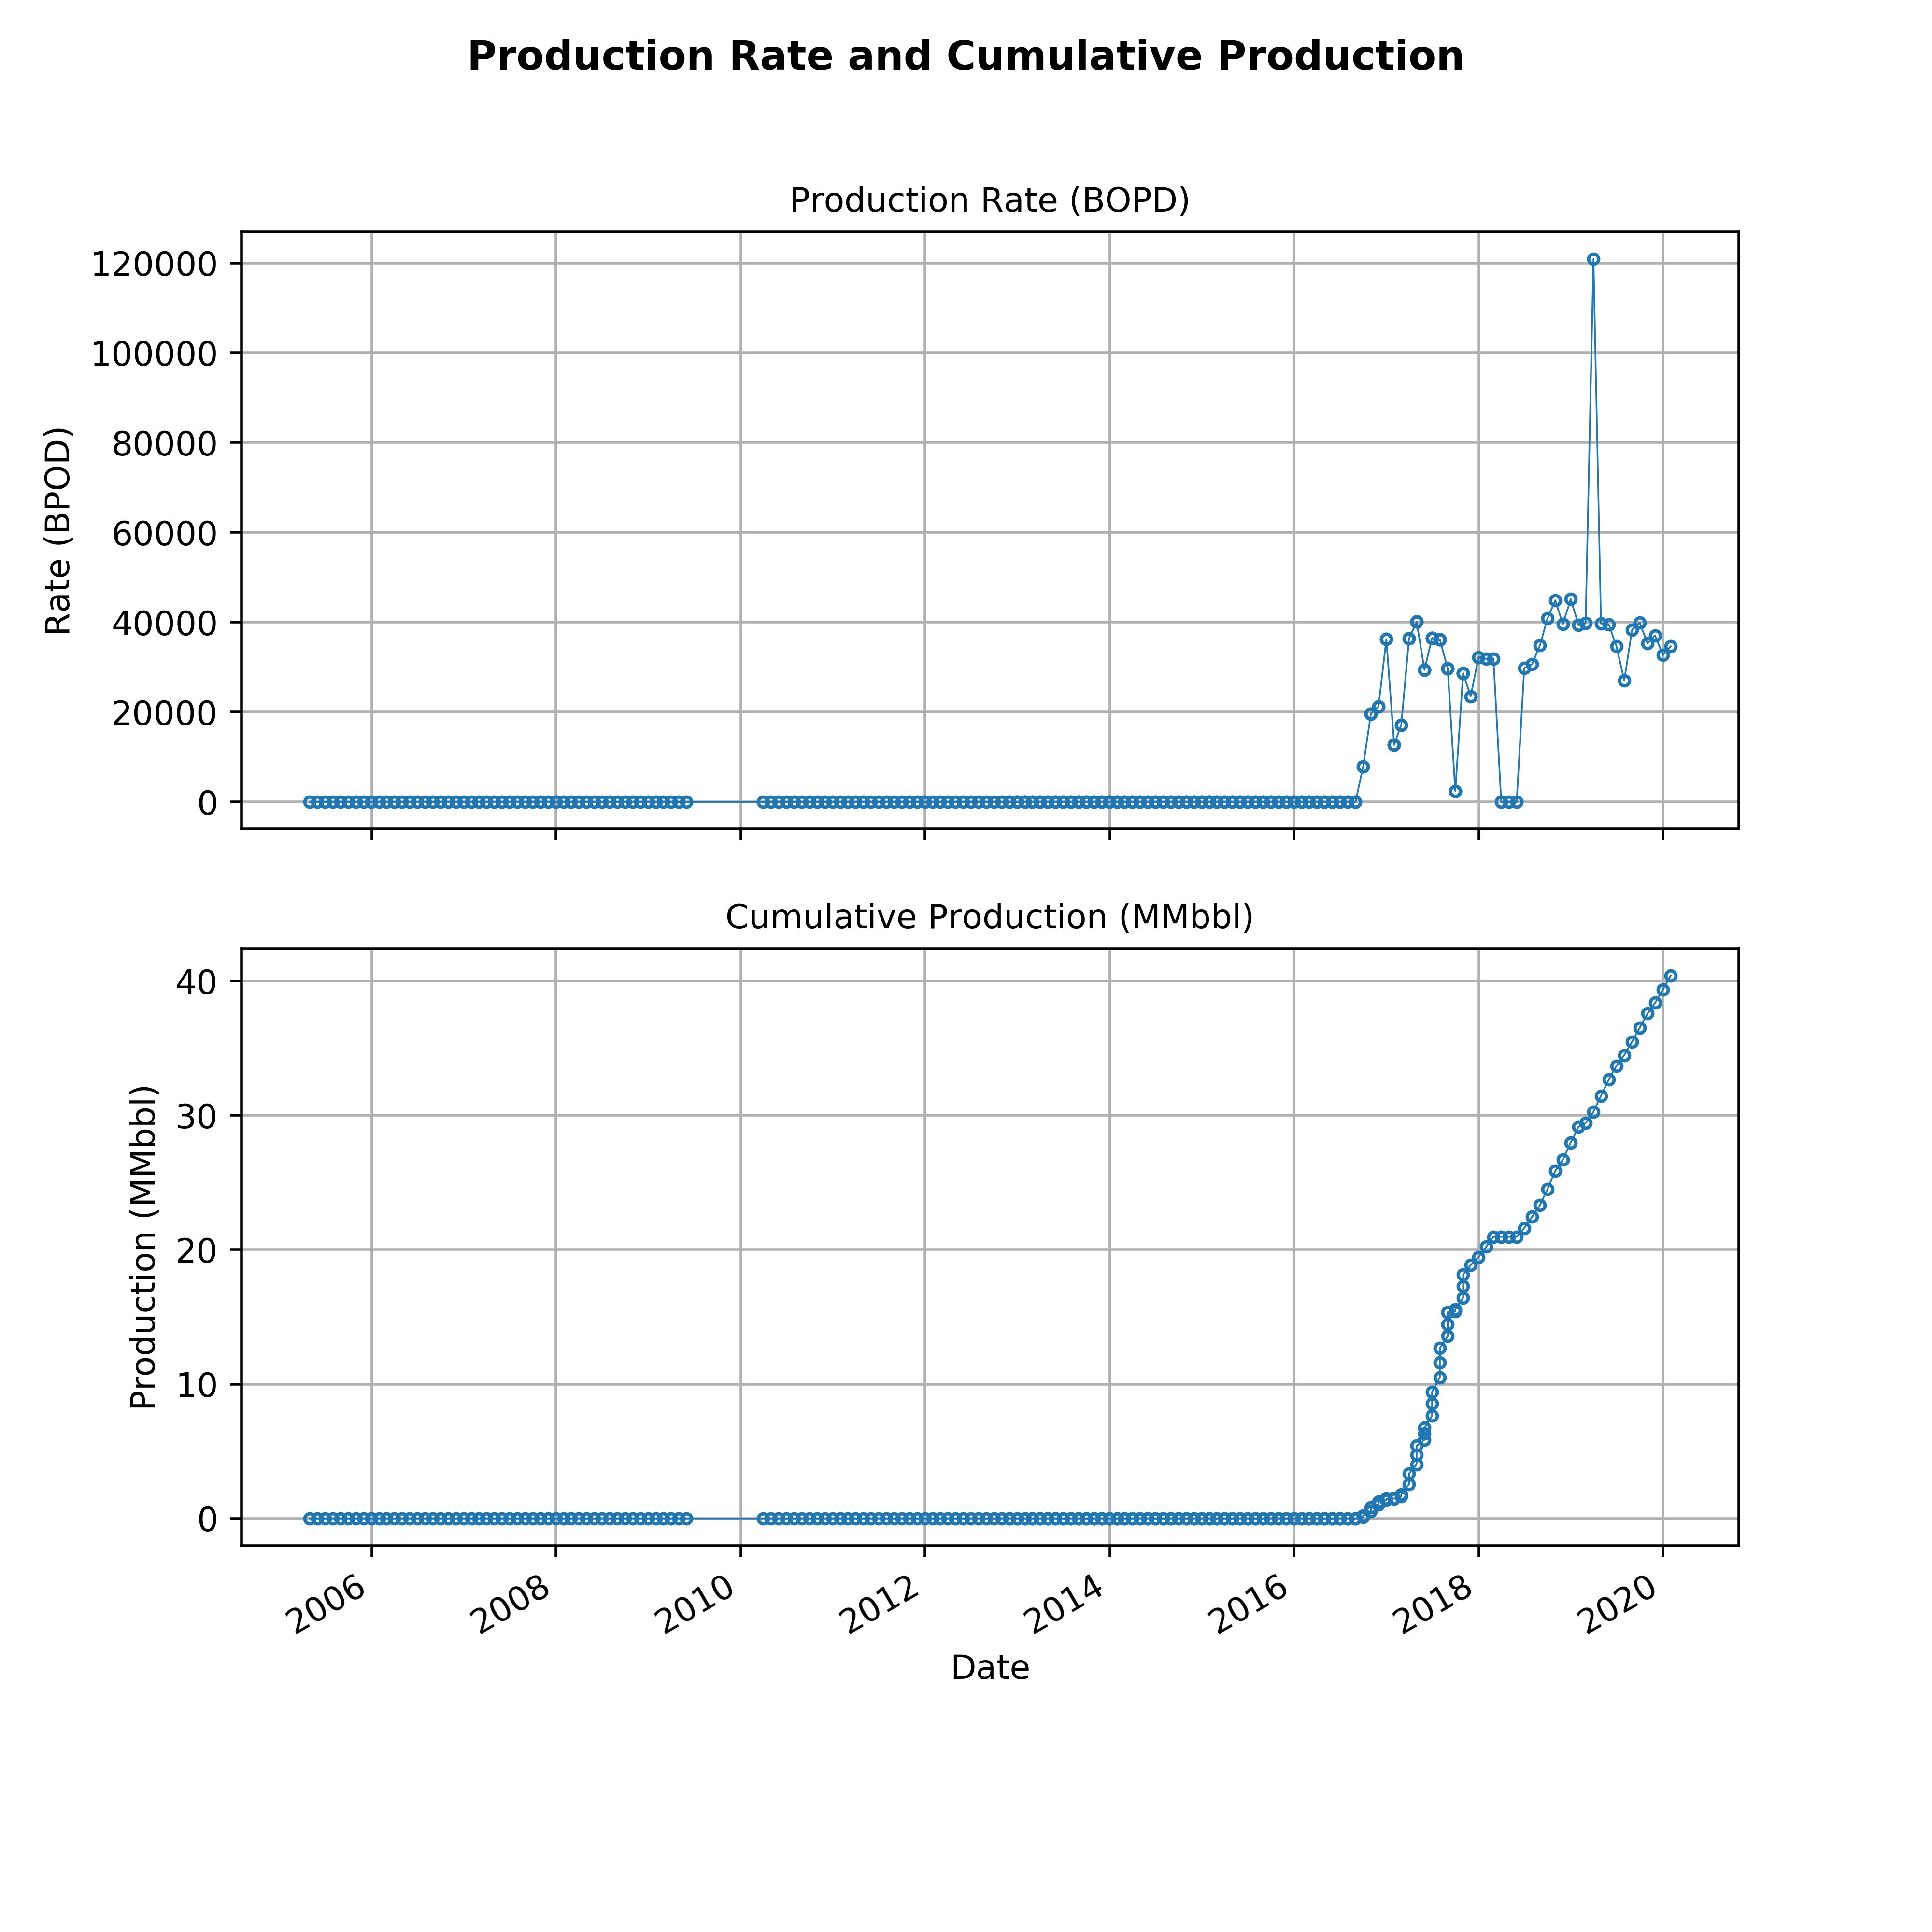 Production Rate and Cumulative Production
Production Rate (BOPD)
120000
100000
80000
60000
40000
20000
0
Rate (BPOD)
Cumulative Production (MMbbl)
40
30
20
10
0
Production (MMbbl)
2006 2008 2010 2012 2014 2016 2018 2020
Date